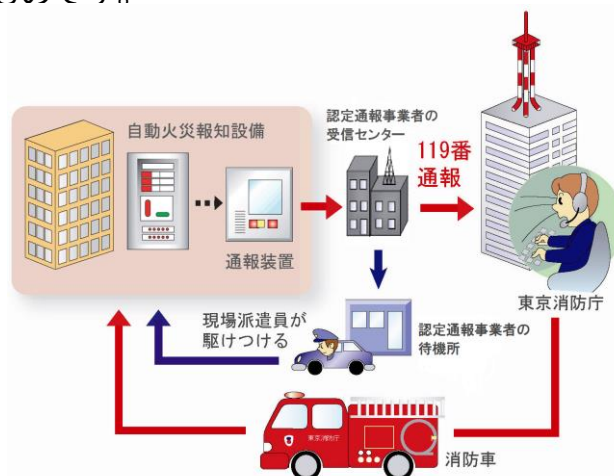 自動火災報知設備
通報装置
認定通報事業者の
受信センター
119番
通報
東京消防庁
現場派遣員が
駆けつける
認定通報事業者の
待機所
東京消防庁
消防車